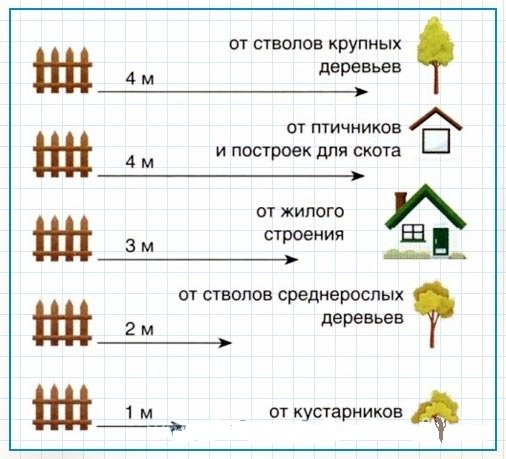 от стволов крупных
деревьев
4 м
от птичников
и построек для скота
4 м
от жилого
строения
3 м
от стволов среднерослых
деревьев
2 м
1 м
от кустарников